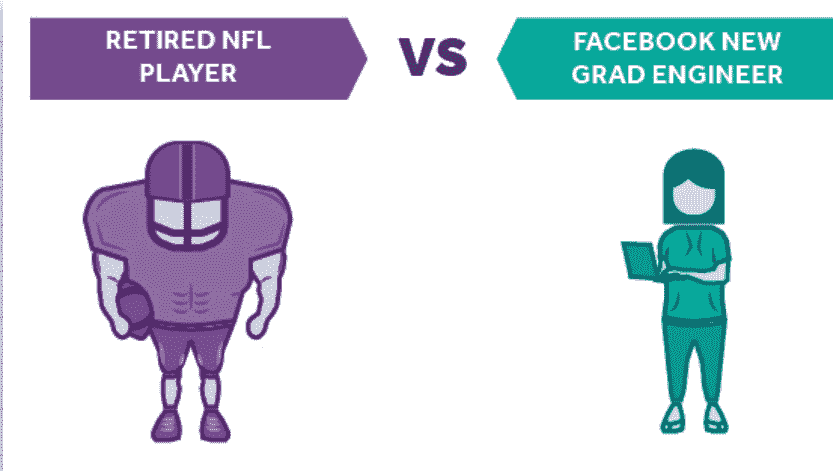 RETIRED NFL
PLAYER
VS
FACEBOOK NEW
GRAD ENGINEER